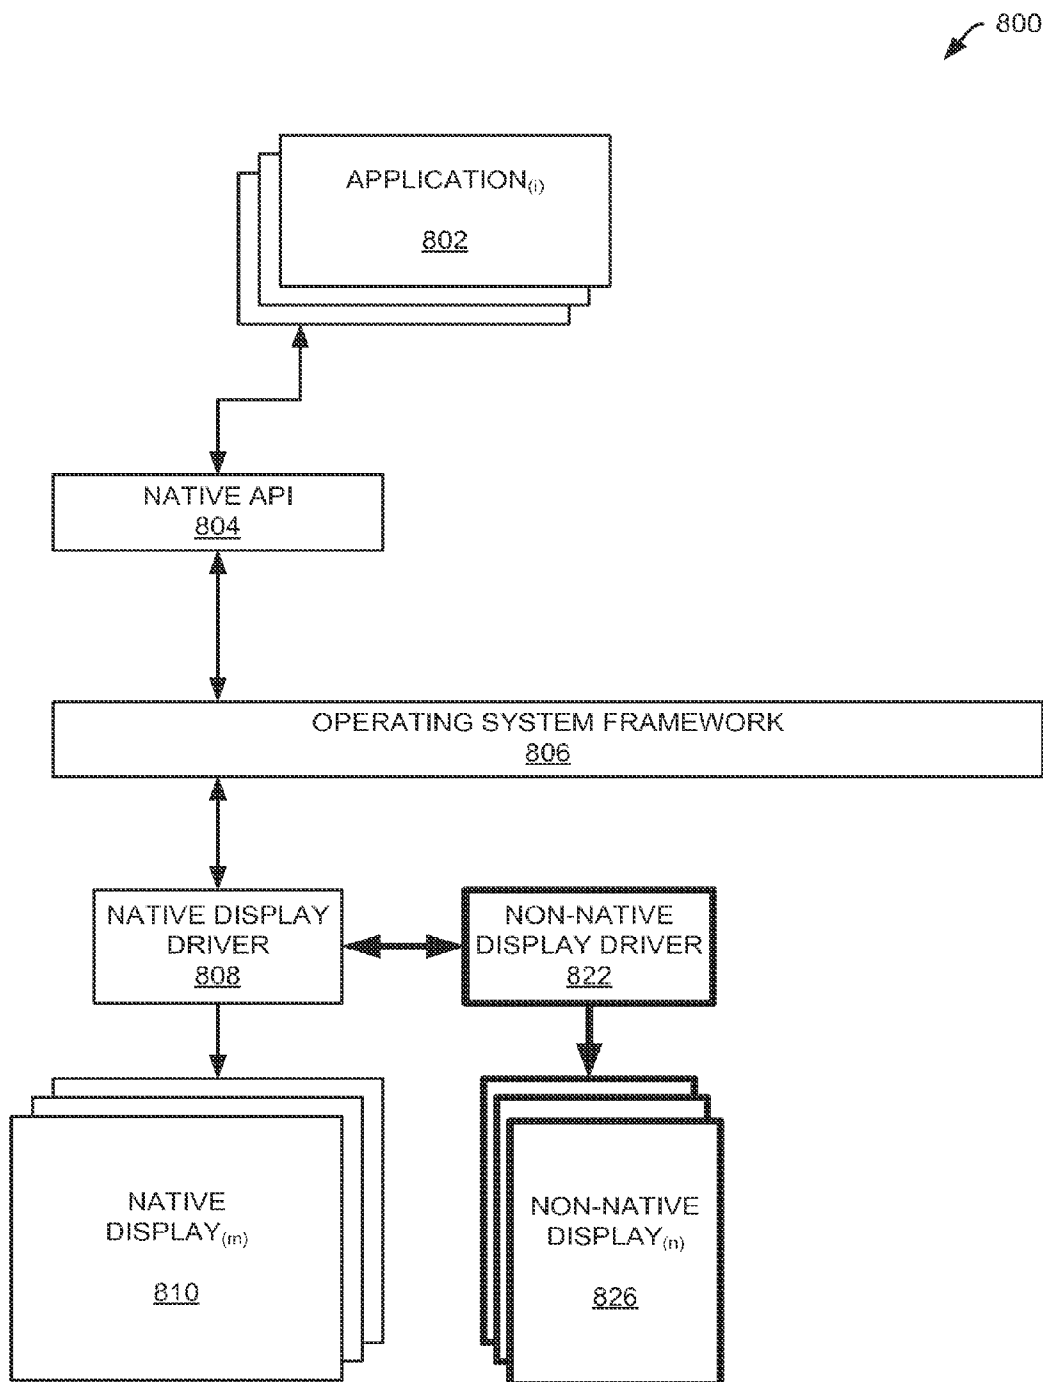 800
APPLICATION(i)
802
NATIVE API
804
OPERATING SYSTEM FRAMEWORK
806
NATIVE DISPLAY
DRIVER
808
NON-NATIVE
DISPLAY DRIVER
822
NATIVE
DISPLAY(m)
810
NON-NATIVE
DISPLAY(n)
826